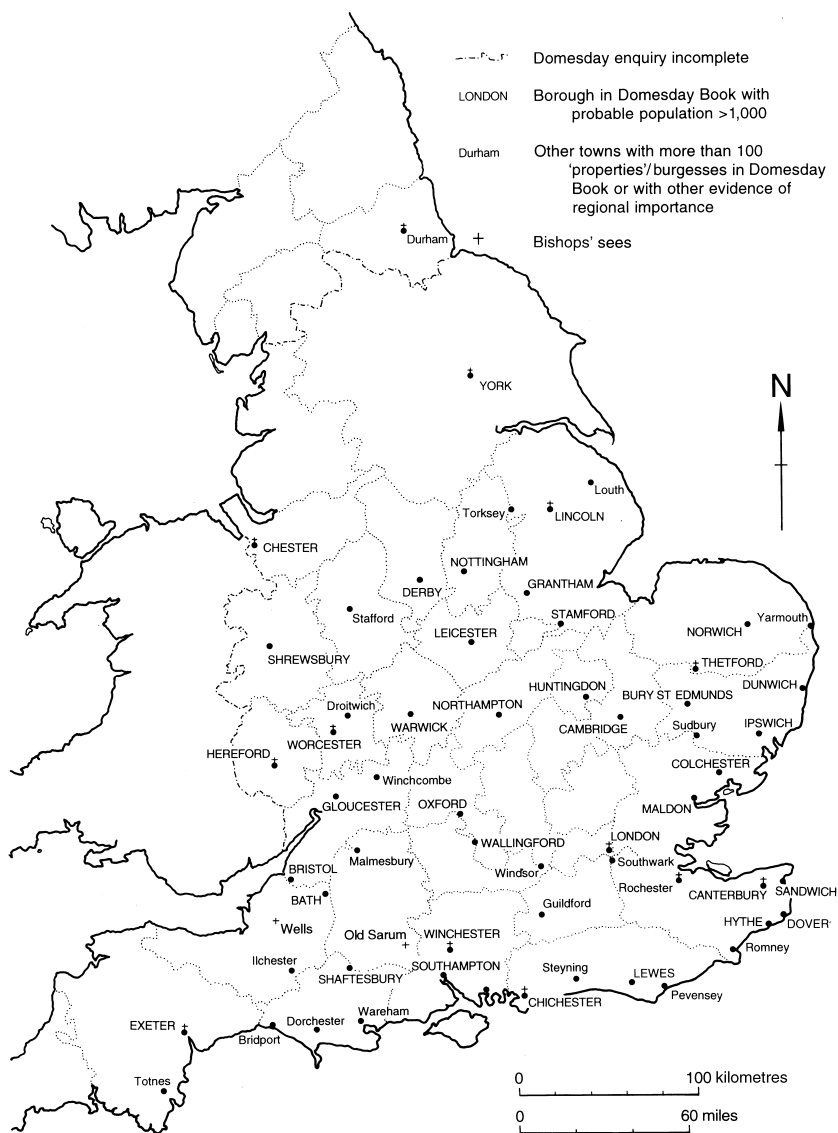 Domesday enquiry incomplete
LONDON Borough in Domesday Book with
probable population >1,000
Durham Other towns with more than 100
'properties'/burgesses in Domesday
Book or with other evidence of
regional importance
Bishops' sees
Durham
YORK
N
Louth
Torksey
LINCOLN
CHESTER
NOTTINGHAM
DERBY
GRANTHAM
Stafford
STAMFORD
NORWICH
Yarmouth
LEICESTER
SHREWSBURY
THETFORD
HUNTINGDON
BURY ST EDMUNDS
DUNWICH
Droitwich
NORTHAMPTON
WARWICK
CAMBRIDGE
Sudbury
IPSWICH
WORCESTER
HEREFORD
COLCHESTER
Winchcombe
GLOUCESTER
OXFORD
MALDON
WALLINGFORD
LONDON
Malmesbury
Southwark
BRISTOL
Windsor
Rochester
CANTERBURY
SANDWICH
BATH
Guildford
HYTHE
DOVER
Wells
Old Sarum
WINCHESTER
Romney
Ilchester
SHAFTESBURY
SOUTHAMPTON
Steyning
LEWES
Pevensey
CHICHESTER
Wareham
EXETER
Dorchester
Bridport
Totnes
0 100 kilometres
0 60 miles